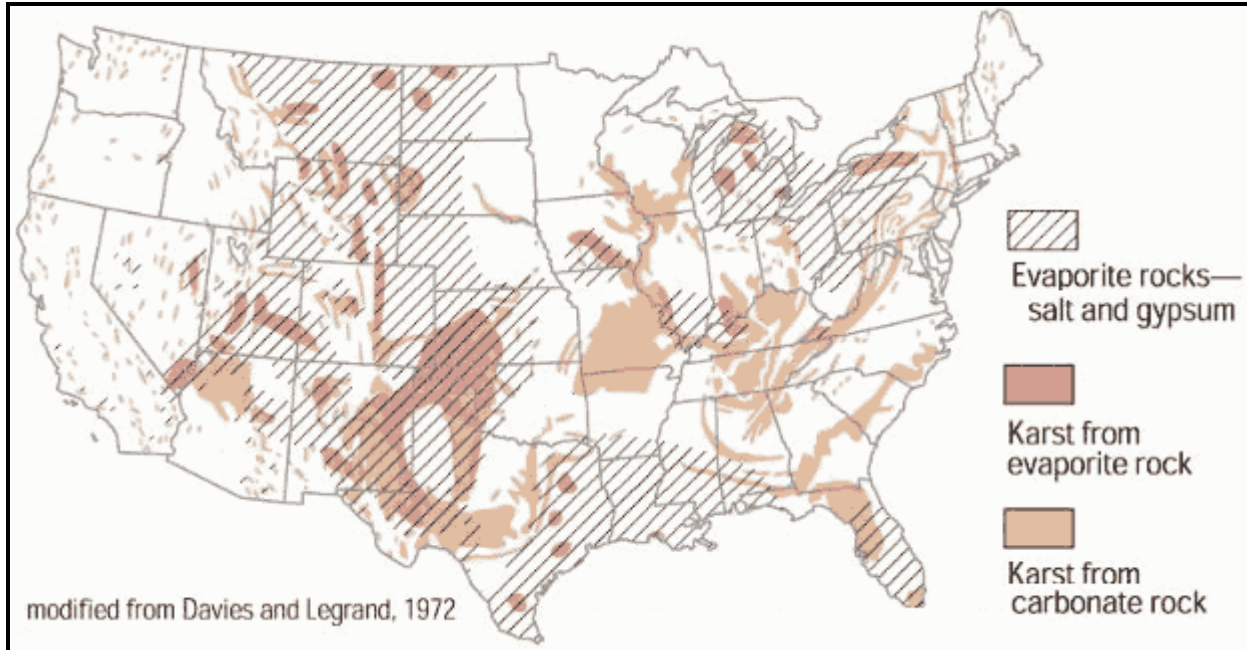 Evaporite rocks—
salt and gypsum
Karst from
evaporite rock
Karst from
carbonate rock
modified from Davies and Legrand, 1972